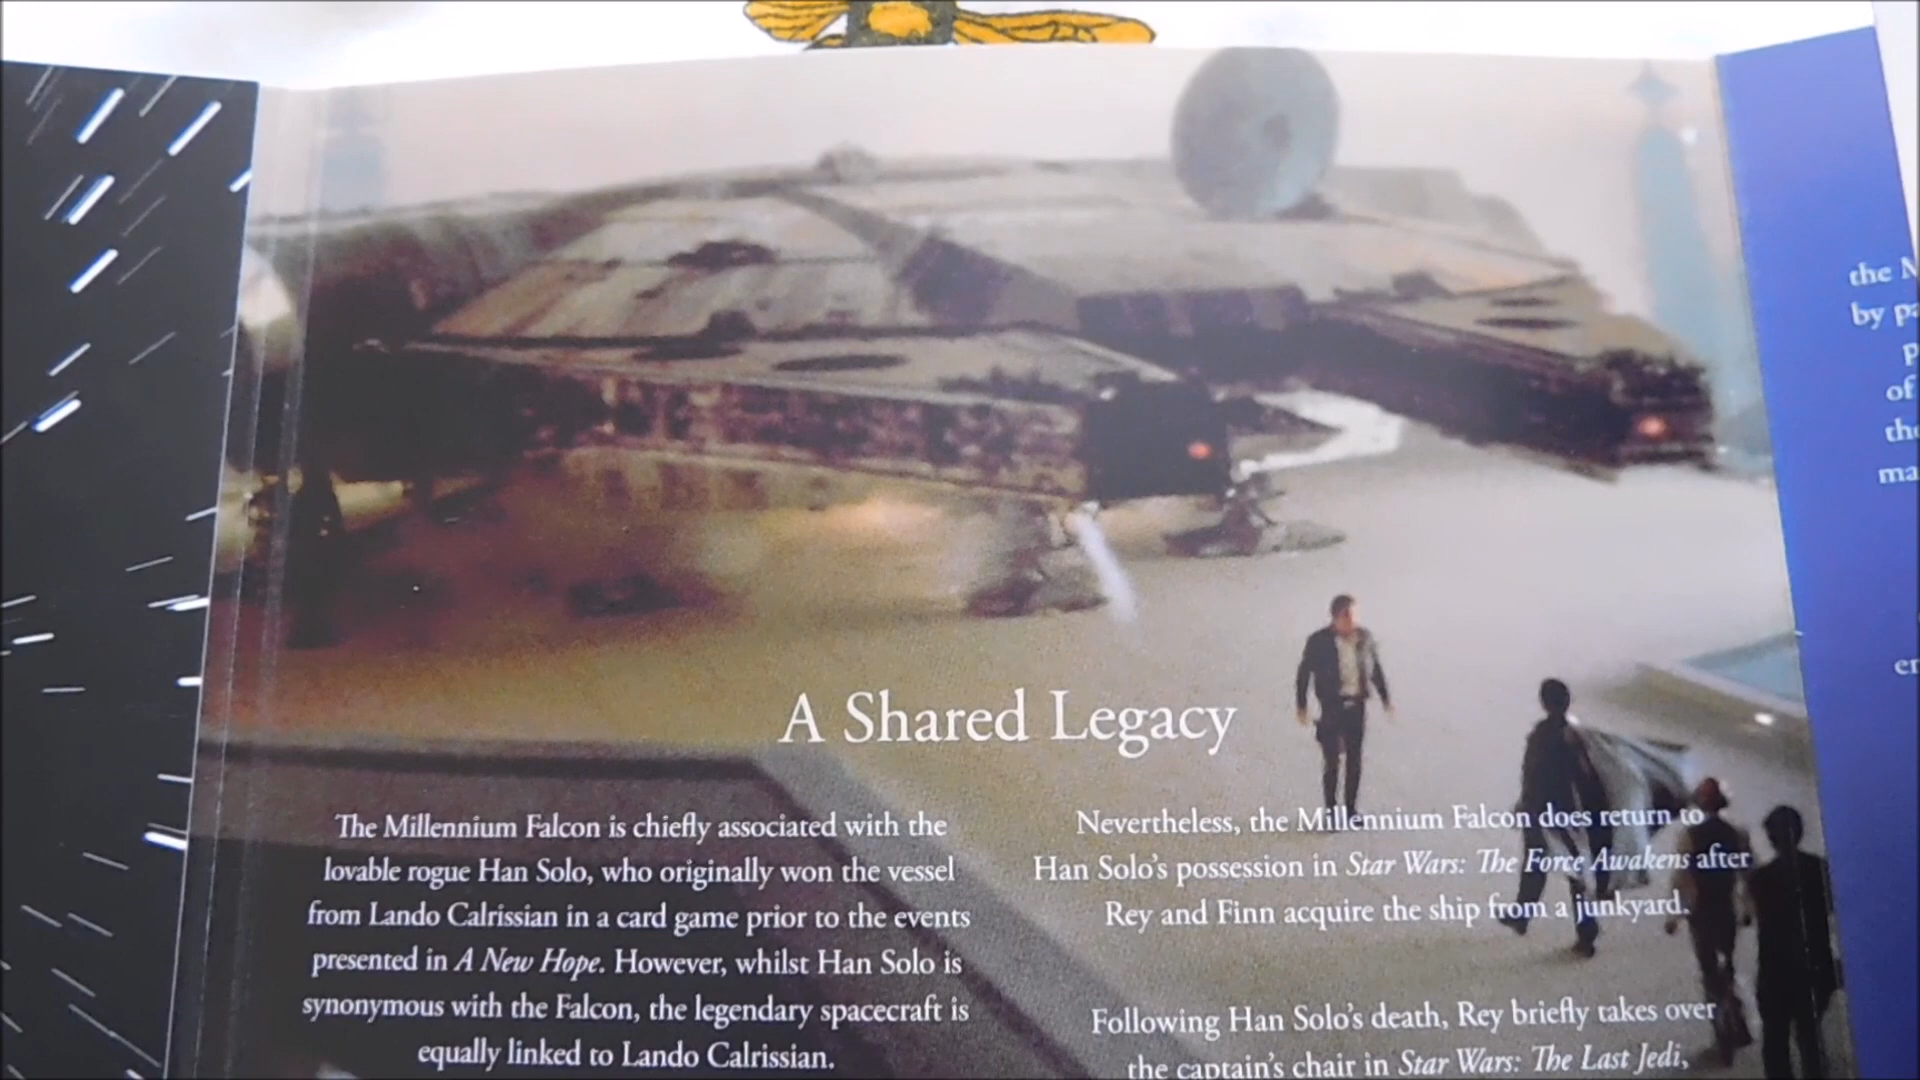 A Shared Legacy
The Millennium Falcon is chiefly associated with the
lovable rogue Han Solo, who originally won the vessel
from Lando Calrissian in a card game prior to the events
presented in A New Hope. However, whilst Han Solo is
synonymous with the Falcon, the legendary spacecraft is
equally linked to Lando Calrissian.
Nevertheless, the Millennium Falcon does return to
Han Solo's possession in Star Wars: The Force Awakens after
Rey and Finn acquire the ship from a junkyard.
Following Han Solo's death, Rey briefly takes over
the captain's chair in Star Wars: The Last Jedi,
the
by
of